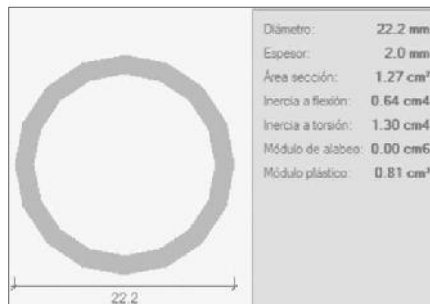 Diámetro: 22.2 mm
Espesor: 2.0 mm
Área sección: 1.27 cm²
Inercia a flexión: 0.64 cm4
Inercia a torsión: 1.30 cm4
Módulo de alabeo: 0.00 cm6
Módulo plástico: 0.81 cm³
22.2